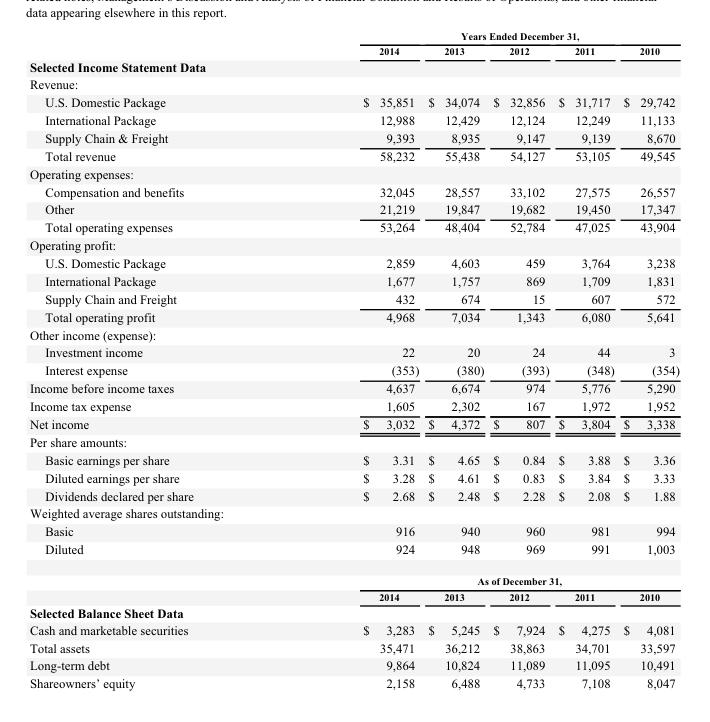 related notes, Management's Discussion and Analysis of Financial Condition and Results of Operations, and other financial
data appearing elsewhere in this report.
Years Ended December 31,
2014 2013 2012 2011 2010
Selected Income Statement Data
Revenue:
U.S. Domestic Package $ 35,851 $ 34,074 $ 32,856 $ 31,717 $ 29,742
International Package 12,988 12,429 12,124 12,249 11,133
Supply Chain & Freight 9,393 8,935 9,147 9,139 8,670
Total revenue 58,232 55,438 54,127 53,105 49,545
Operating expenses:
Compensation and benefits 32,045 28,557 33,102 27,575 26,557
Other 21,219 19,847 19,682 19,450 17,347
Total operating expenses 53,264 48,404 52,784 47,025 43,904
Operating profit:
U.S. Domestic Package 2,859 4,603 459 3,764 3,238
International Package 1,677 1,757 869 1,709 1,831
Supply Chain and Freight 432 674 15 607 572
Total operating profit 4,968 7,034 1,343 6,080 5,641
Other income (expense):
Investment income 22 20 24 44 3
Interest expense (353) (380) (393) (348) (354)
Income before income taxes 4,637 6,674 974 5,776 5,290
Income tax expense 1,605 2,302 167 1,972 1,952
Net income $ 3,032 $ 4,372 $ 807 $ 3,804 $ 3,338
Per share amounts:
Basic earnings per share $ 3.31 $ 4.65 $ 0.84 $ 3.88 $ 3.36
Diluted earnings per share $ 3.28 $ 4.61 $ 0.83 $ 3.84 $ 3.33
Dividends declared per share $ 2.68 $ 2.48 $ 2.28 $ 2.08 $ 1.88
Weighted average shares outstanding:
Basic 916 940 960 981 994
Diluted 924 948 969 991 1,003
As of December 31,
2014 2013 2012 2011 2010
Selected Balance Sheet Data
Cash and marketable securities $ 3,283 $ 5,245 $ 7,924 $ 4,275 $ 4,081
Total assets 35,471 36,212 38,863 34,701 33,597
Long-term debt 9,864 10,824 11,089 11,095 10,491
Shareowners' equity 2,158 6,488 4,733 7,108 8,047